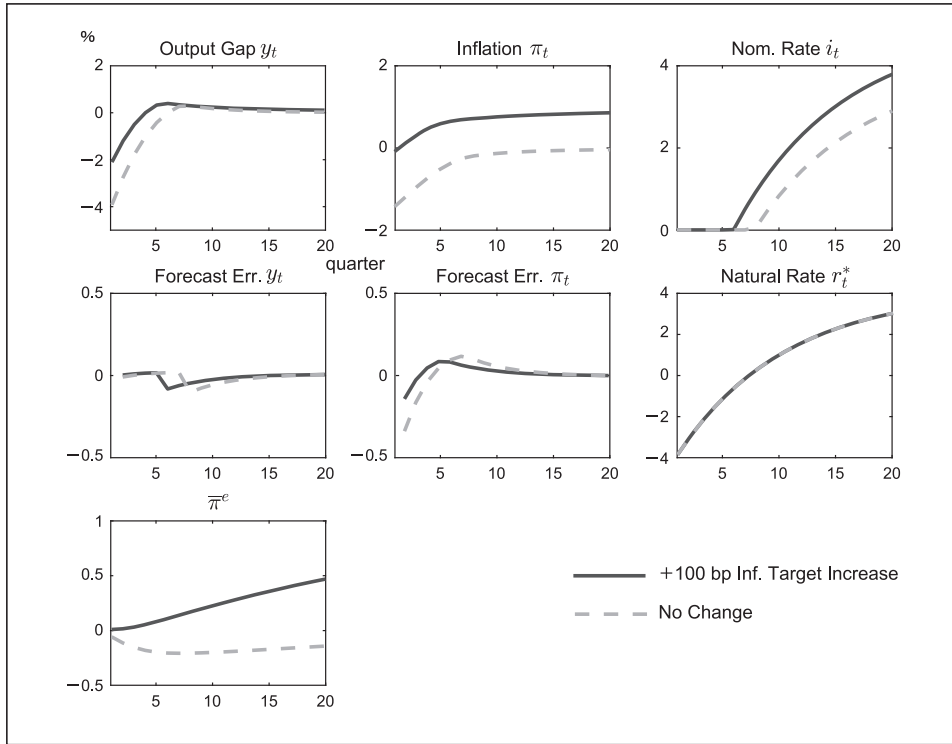 %
Output Gap y_t
Inflation π_t
Nom. Rate i_t
2
0
−2
−4
5 10 15 20
2
0
−2
5 10 15 20
4
2
0
5 10 15 20
quarter
Forecast Err. y_t
Forecast Err. π_t
Natural Rate r_t^*
0.5
0
−0.5
5 10 15 20
0.5
0
−0.5
5 10 15 20
4
2
0
−2
−4
5 10 15 20
π̅^e
1
0.5
0
−0.5
5 10 15 20
+100 bp Inf. Target Increase
No Change